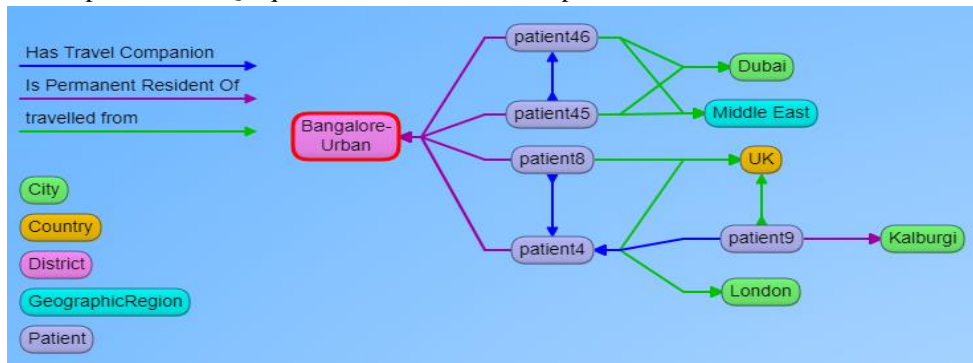 Has Travel Companion
Is Permanent Resident Of
travelled from
City
Country
District
GeographicRegion
Patient
Bangalore-
Urban
patient46
patient45
patient8
patient4
Dubai
Middle East
UK
patient9
Kalburgi
London